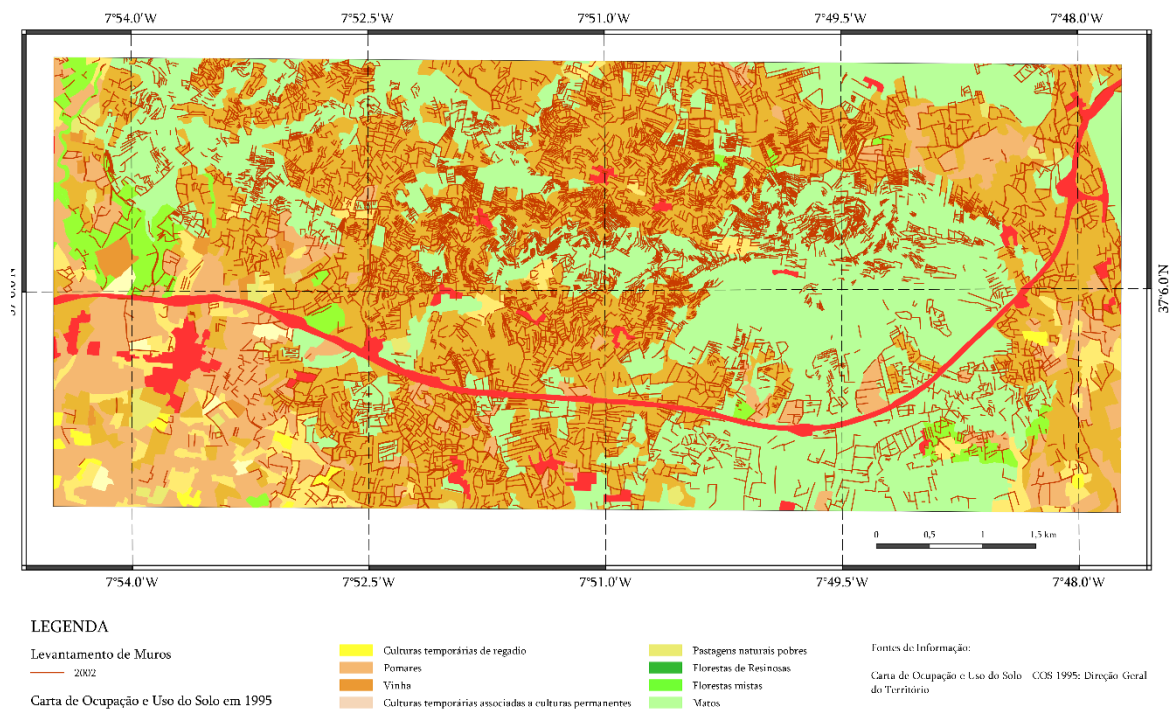 7°54.0'W 7°52.5'W 7°51.0'W 7°49.5'W 7°48.0'W
37°6.0'N
7°54.0'W 7°52.5'W 7°51.0'W 7°49.5'W 7°48.0'W
0 0,5 1 1,5 km
LEGENDA
Levantamento de Muros
2002
Carta de Ocupação e Uso do Solo em 1995
Culturas temporárias de regadio
Pomares
Vinha
Culturas temporárias associadas a culturas permanentes
Pastagens naturais pobres
Florestas de Resinosas
Florestas mistas
Matos
Fontes de Informação:
Carta de Ocupação e Uso do Solo COS 1995: Direção Geral
do Território